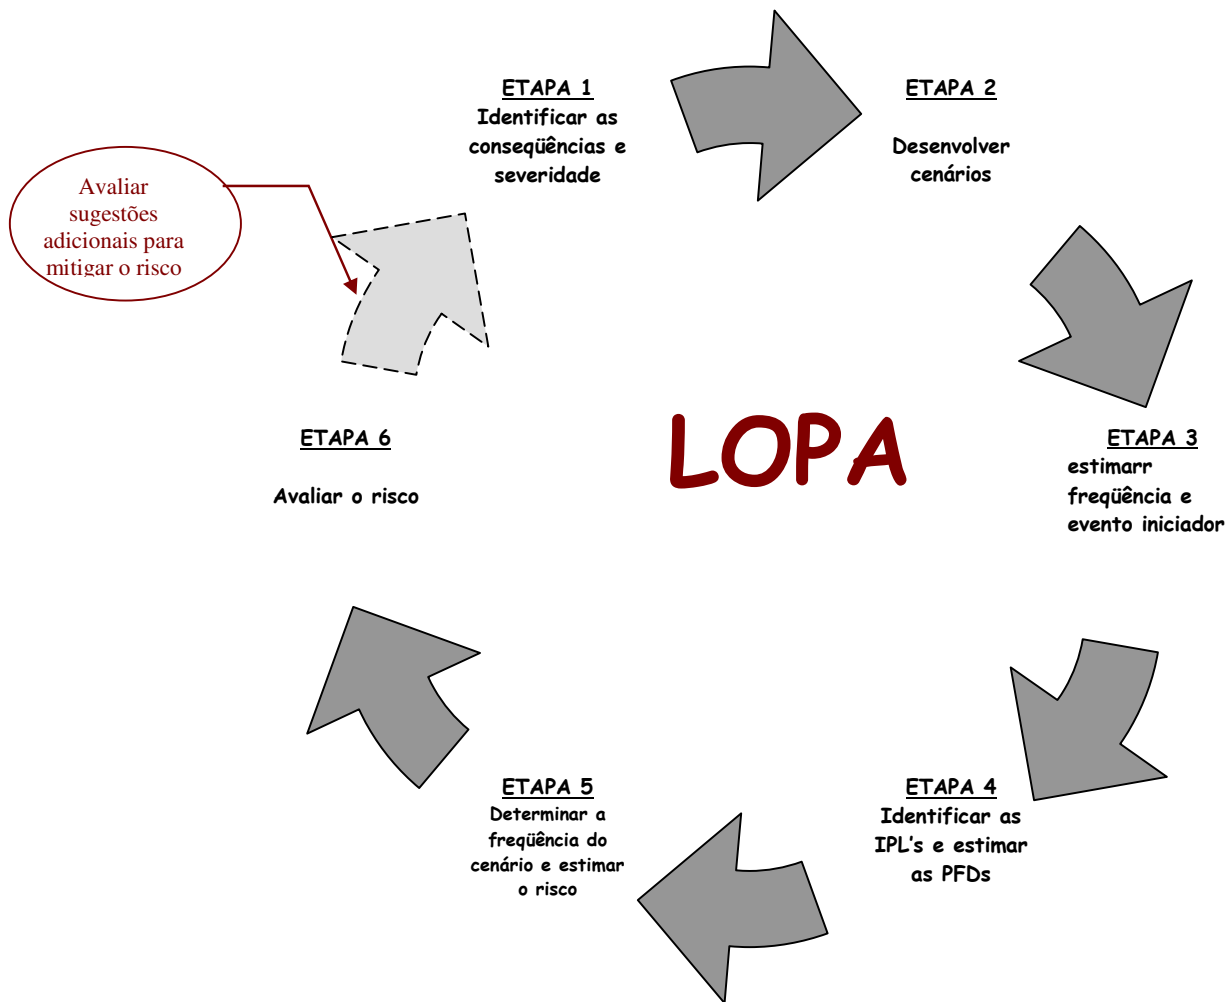 ETAPA 1
Identificar as
conseqüências e
severidade
ETAPA 2
Desenvolver
cenários
Avaliar
sugestões
adicionais para
mitigar o risco
LOPA
ETAPA 3
estimarr
freqüência e
evento iniciador
ETAPA 6
Avaliar o risco
ETAPA 5
Determinar a
freqüência do
cenário e estimar
o risco
ETAPA 4
Identificar as
IPL's e estimar
as PFDs